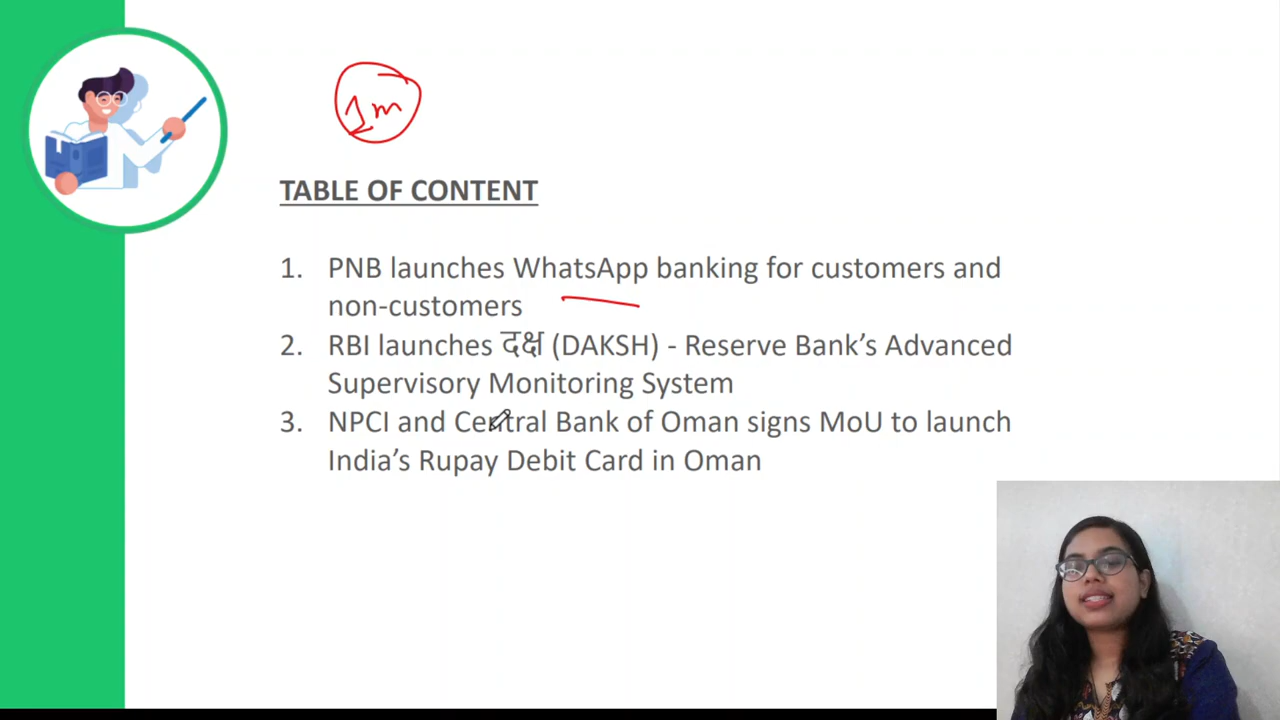 1m
TABLE OF CONTENT
1. PNB launches WhatsApp banking for customers and
non-customers
2. RBI launches दक्ष (DAKSH) - Reserve Bank’s Advanced
Supervisory Monitoring System
3. NPCI and Central Bank of Oman signs MoU to launch
India’s Rupay Debit Card in Oman